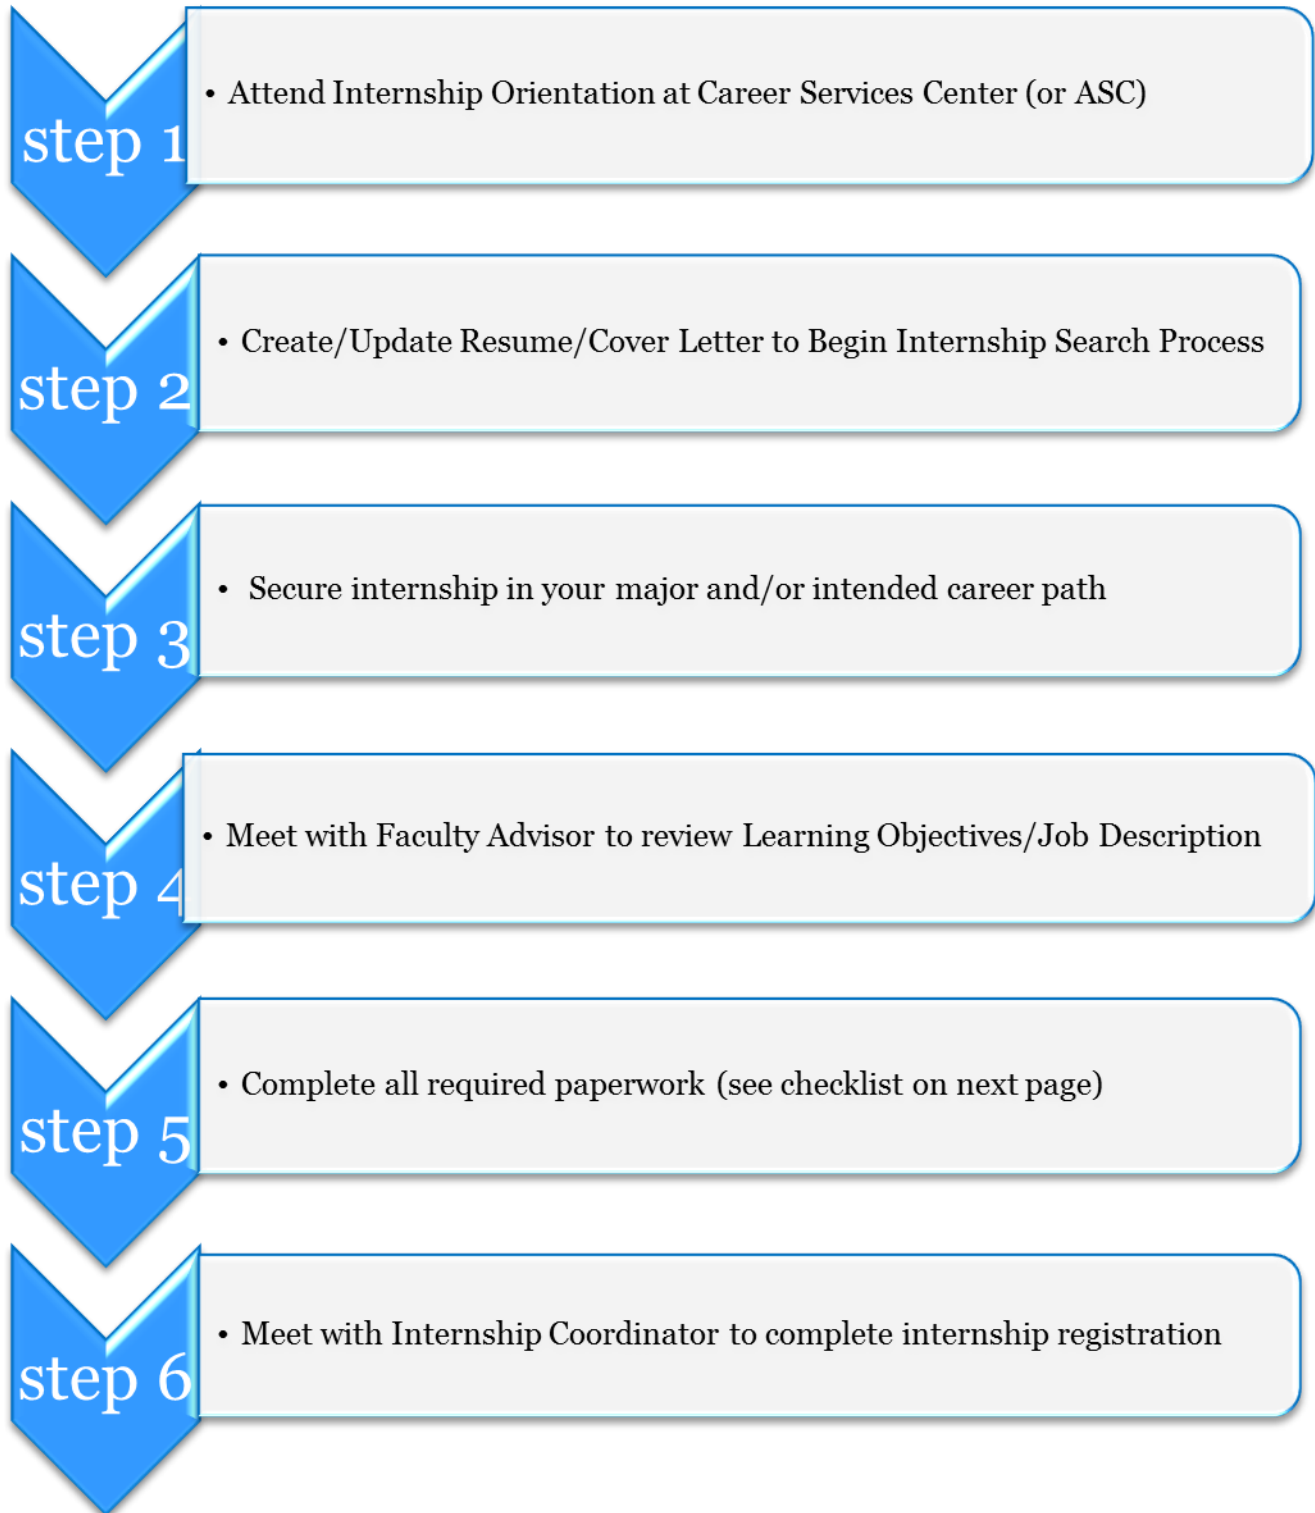 step 1
• Attend Internship Orientation at Career Services Center (or ASC)
step 2
• Create/Update Resume/Cover Letter to Begin Internship Search Process
step 3
• Secure internship in your major and/or intended career path
step 4
• Meet with Faculty Advisor to review Learning Objectives/Job Description
step 5
• Complete all required paperwork (see checklist on next page)
step 6
• Meet with Internship Coordinator to complete internship registration